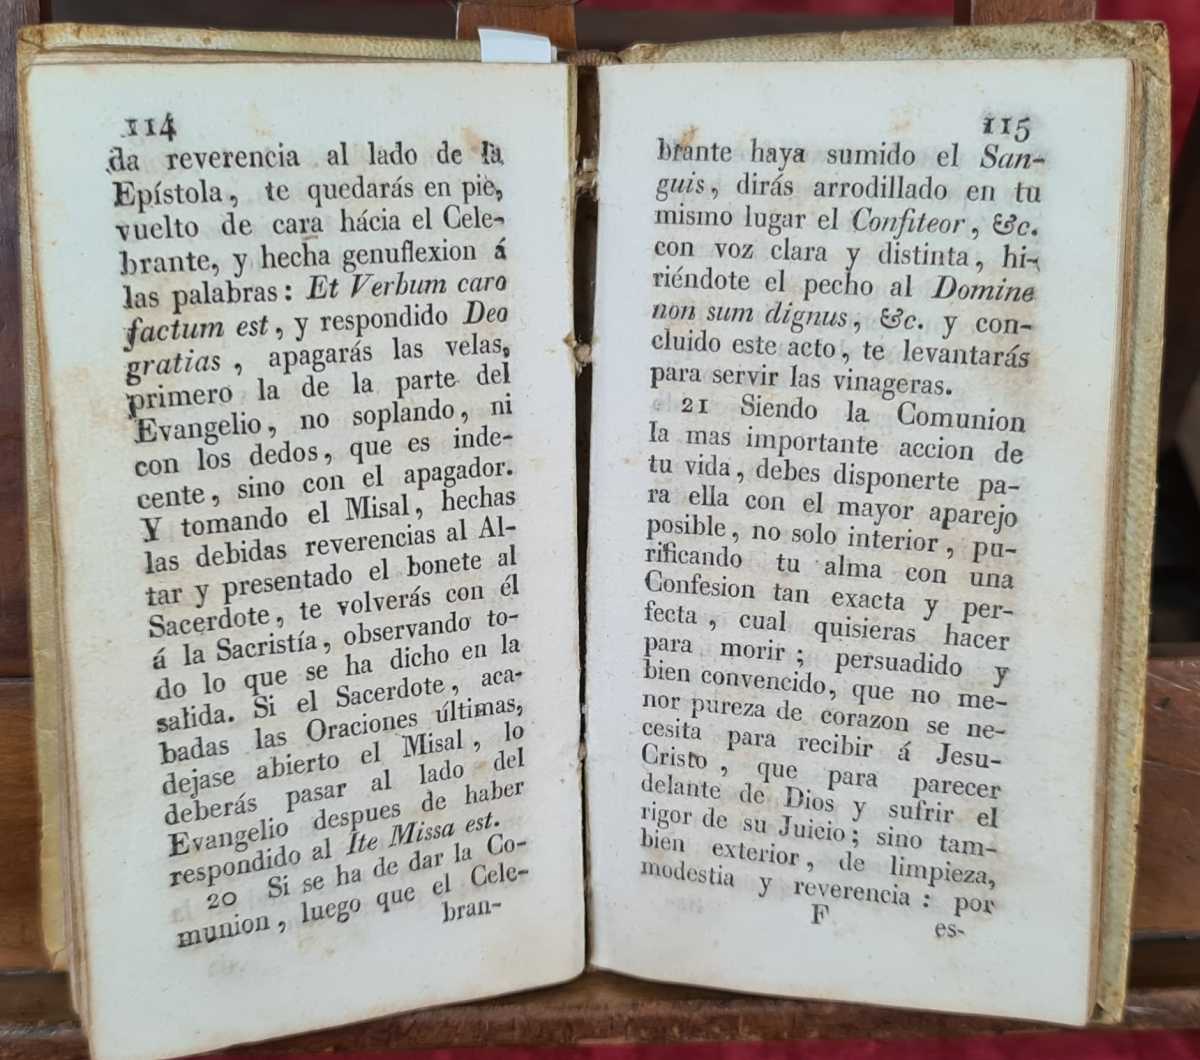 114
da reverencia al lado de la
Epístola, te quedarás en pie,
vuelto de cara hácia el Cele-
brante, y hecha genuflexion á
las palabras: Et Verbum caro
factum est, y respondido Deo
gratias, apagarás las velas,
primero la de la parte del
Evangelio, no soplando, ni
con los dedos, que es inde-
cente, sino con el apagador.
Y tomando el Misal, hechas
las debidas reverencias al Al-
tar y presentado el bonete al
Sacerdote, te volverás con él
á la Sacristía, observando to-
do lo que se ha dicho en la
salida. Si el Sacerdote, aca-
badas las Oraciones últimas,
dejase abierto el Misal, lo
deberás pasar al lado del
Evangelio despues de haber
respondido al Ite Missa est.
20 Si se ha de dar la Co-
munion, luego que el Cele-
bran-
115
brante haya sumido el San-
guis, dirás arrodillado en tu
mismo lugar el Confiteor, &c.
con voz clara y distinta, hi-
riéndote el pecho al Domine
non sum dignus, &c. y con-
cluido este acto, te levantarás
para servir las vinageras.
21 Siendo la Comunion
la mas importante accion de
tu vida, debes disponerte pa-
ra ella con el mayor aparejo
posible, no solo interior, pu-
rificando tu alma con una
Confesion tan exacta y per-
fecta, cual quisieras hacer
para morir; persuadido y
bien convencido, que no me-
nor pureza de corazon se ne-
cesita para recibir á Jesu-
Cristo, que para parecer
delante de Dios y sufrir el
rigor de su Juicio; sino tam-
bien exterior, de limpieza,
modestia y reverencia: por
F
es-